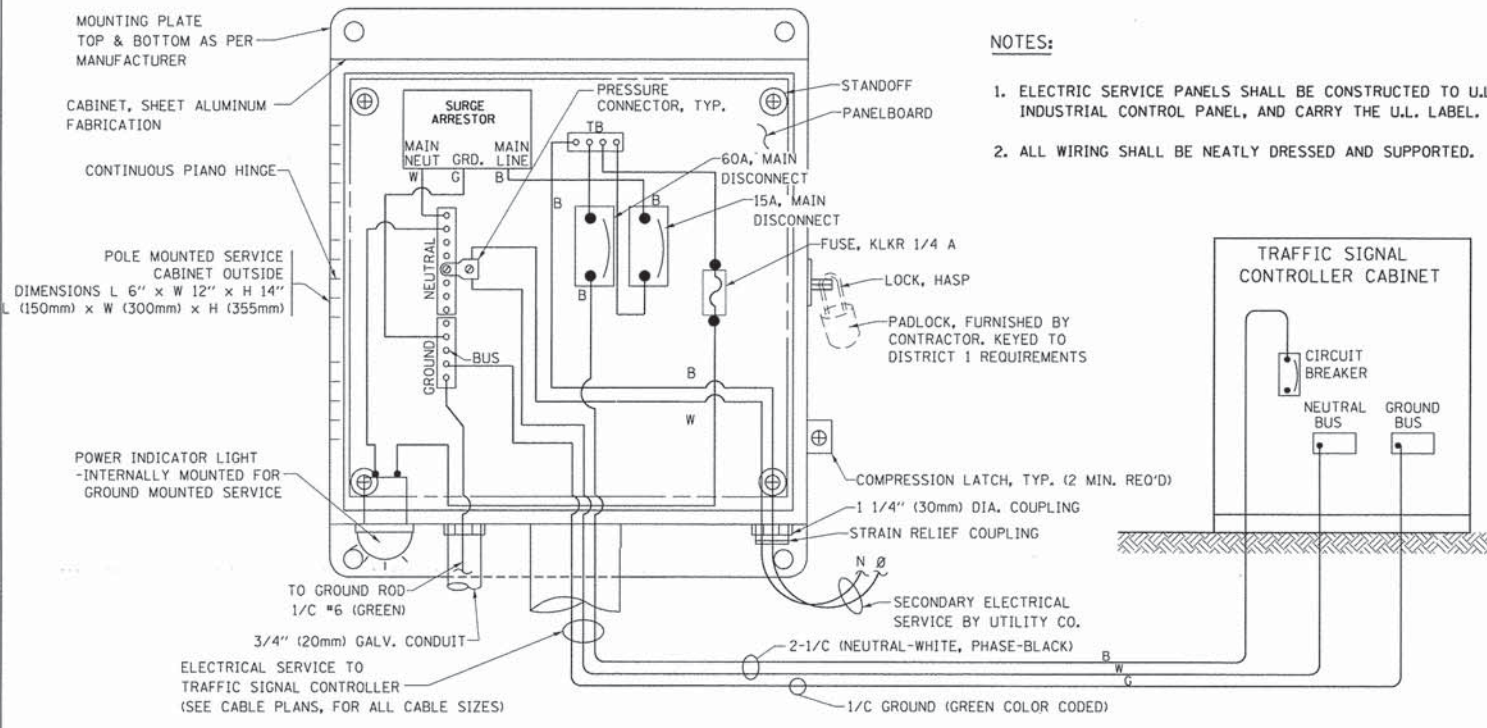 MOUNTING PLATE
TOP & BOTTOM AS PER
MANUFACTURER
CABINET, SHEET ALUMINUM
FABRICATION
CONTINUOUS PIANO HINGE
POLE MOUNTED SERVICE
CABINET OUTSIDE
DIMENSIONS L 6" x W 12" x H 14"
L (150mm) x W (300mm) x H (355mm)
POWER INDICATOR LIGHT
-INTERNALLY MOUNTED FOR
GROUND MOUNTED SERVICE
SURGE
ARRESTOR
MAIN
NEUT
GRD.
MAIN
LINE
W
G
B
PRESSURE
CONNECTOR, TYP.
TB
STANDOFF
PANELBOARD
60A, MAIN
DISCONNECT
15A, MAIN
DISCONNECT
FUSE, KLKR 1/4 A
LOCK, HASP
PADLOCK, FURNISHED BY
CONTRACTOR. KEYED TO
DISTRICT 1 REQUIREMENTS
B
B
B
NEUTRAL
GROUND
BUS
B
W
COMPRESSION LATCH, TYP. (2 MIN. REQ'D)
1 1/4" (30mm) DIA. COUPLING
STRAIN RELIEF COUPLING
N Ø
SECONDARY ELECTRICAL
SERVICE BY UTILITY CO.
TO GROUND ROD
1/C #6 (GREEN)
3/4" (20mm) GALV. CONDUIT
ELECTRICAL SERVICE TO
TRAFFIC SIGNAL CONTROLLER
(SEE CABLE PLANS, FOR ALL CABLE SIZES)
2-1/C (NEUTRAL-WHITE, PHASE-BLACK)
1/C GROUND (GREEN COLOR CODED)
B
W
G
NOTES:
1. ELECTRIC SERVICE PANELS SHALL BE CONSTRUCTED TO U.L
INDUSTRIAL CONTROL PANEL, AND CARRY THE U.L. LABEL.
2. ALL WIRING SHALL BE NEATLY DRESSED AND SUPPORTED.
TRAFFIC SIGNAL
CONTROLLER CABINET
CIRCUIT
BREAKER
NEUTRAL
BUS
GROUND
BUS